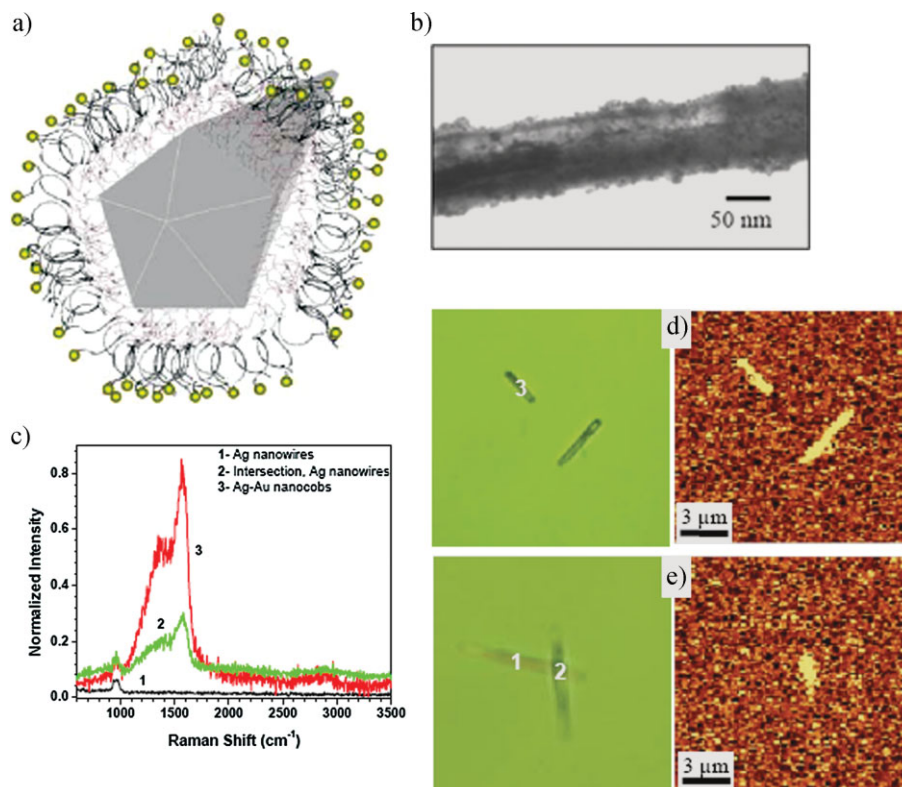 a)
b)
50 nm
c)
1- Ag nanowires
2- Intersection, Ag nanowires
3- Ag-Au nanocobs
3
2
1
Normalized Intensity
0.8
0.6
0.4
0.2
0.0
1000 1500 2000 2500 3000 3500
Raman Shift (cm⁻¹)
d)
3
3 µm
e)
1 2
3 µm